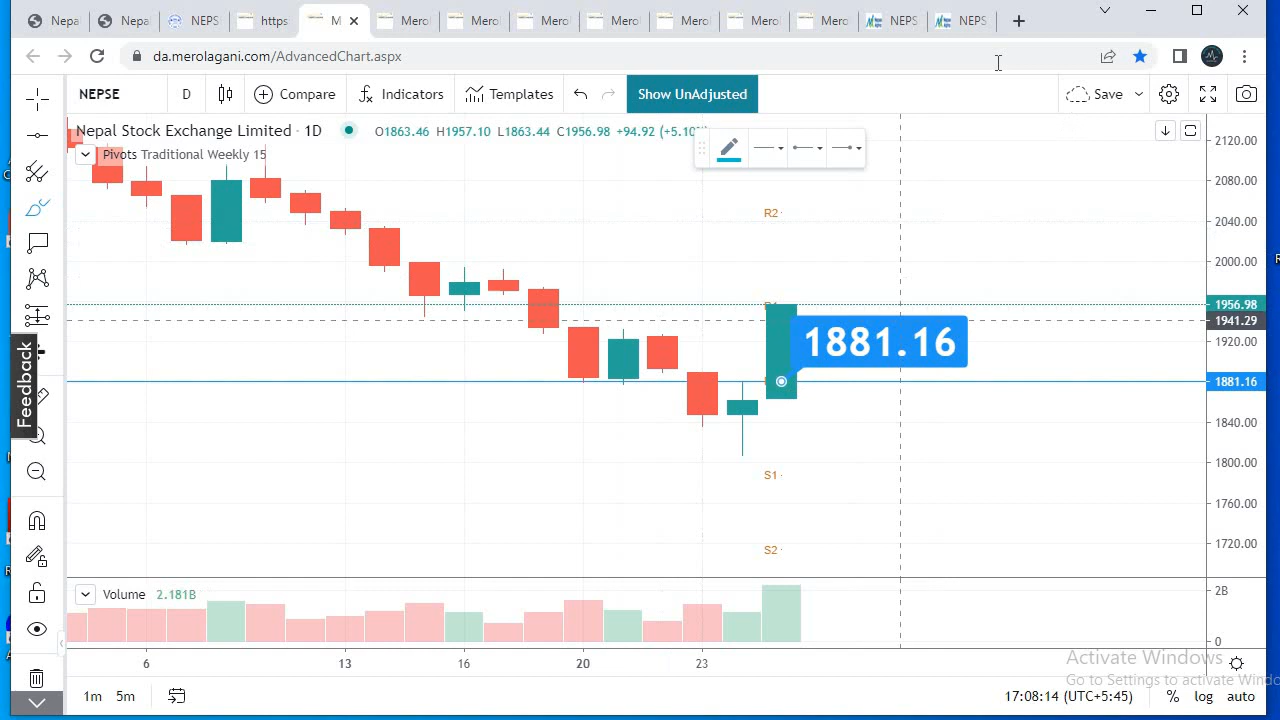 Nepa
Nepal
NEPS
https
M
Mero
Mero
Mero
Mero
Mero
Mero
Mero
NEPS
NEPS
da.merolagani.com/AdvancedChart.aspx
NEPSE D Compare Indicators Templates Show UnAdjusted Save
Nepal Stock Exchange Limited · 1D O1863.46 H1957.10 L1863.44 C1956.98 +94.92 (+5.10%)
Pivots Traditional Weekly 15
2120.00
2080.00
R2
2040.00
2000.00
1956.98
1941.29
1920.00
1881.16
1881.16
1840.00
1800.00
S1
1760.00
S2
1720.00
Feedback
Volume 2.181B
2B
0
6 13 16 20 23
Activate Windows
Go to Settings to activate Windo
1m 5m 17:08:14 (UTC+5:45) % log auto